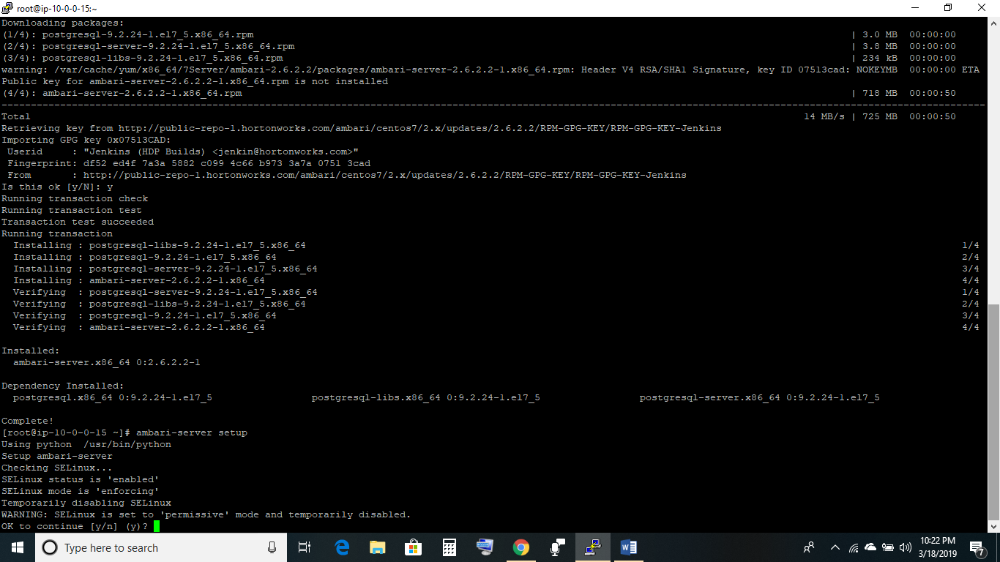 root@ip-10-0-0-15:~
Downloading packages:
(1/4): postgresql-9.2.24-1.el7_5.x86_64.rpm | 3.0 MB 00:00:00
(2/4): postgresql-server-9.2.24-1.el7_5.x86_64.rpm | 3.8 MB 00:00:00
(3/4): postgresql-libs-9.2.24-1.el7_5.x86_64.rpm | 234 kB 00:00:00
warning: /var/cache/yum/x86_64/7Server/ambari-2.6.2.2/packages/ambari-server-2.6.2.2-1.x86_64.rpm: Header V4 RSA/SHA1 Signature, key ID 07513cad: NOKEYMB 00:00:00 ETA
Public key for ambari-server-2.6.2.2-1.x86_64.rpm is not installed
(4/4): ambari-server-2.6.2.2-1.x86_64.rpm | 718 MB 00:00:50
--------------------------------------------------------------------------------
Total 14 MB/s | 725 MB 00:00:50
Retrieving key from http://public-repo-1.hortonworks.com/ambari/centos7/2.x/updates/2.6.2.2/RPM-GPG-KEY/RPM-GPG-KEY-Jenkins
Importing GPG key 0x07513CAD:
 Userid     : "Jenkins (HDP Builds) <jenkin@hortonworks.com>"
 Fingerprint: df52 ed4f 7a3a 5882 c099 4c66 b973 3a7a 0751 3cad
 From       : http://public-repo-1.hortonworks.com/ambari/centos7/2.x/updates/2.6.2.2/RPM-GPG-KEY/RPM-GPG-KEY-Jenkins
Is this ok [y/N]: y
Running transaction check
Running transaction test
Transaction test succeeded
Running transaction
  Installing : postgresql-libs-9.2.24-1.el7_5.x86_64 1/4
  Installing : postgresql-9.2.24-1.el7_5.x86_64 2/4
  Installing : postgresql-server-9.2.24-1.el7_5.x86_64 3/4
  Installing : ambari-server-2.6.2.2-1.x86_64 4/4
  Verifying  : postgresql-server-9.2.24-1.el7_5.x86_64 1/4
  Verifying  : postgresql-libs-9.2.24-1.el7_5.x86_64 2/4
  Verifying  : postgresql-9.2.24-1.el7_5.x86_64 3/4
  Verifying  : ambari-server-2.6.2.2-1.x86_64 4/4
Installed:
  ambari-server.x86_64 0:2.6.2.2-1
Dependency Installed:
  postgresql.x86_64 0:9.2.24-1.el7_5 postgresql-libs.x86_64 0:9.2.24-1.el7_5 postgresql-server.x86_64 0:9.2.24-1.el7_5
Complete!
[root@ip-10-0-0-15 ~]# ambari-server setup
Using python  /usr/bin/python
Setup ambari-server
Checking SELinux...
SELinux status is 'enabled'
SELinux mode is 'enforcing'
Temporarily disabling SELinux
WARNING: SELinux is set to 'permissive' mode and temporarily disabled.
OK to continue [y/n] (y)?
Type here to search
10:22 PM
3/18/2019
7